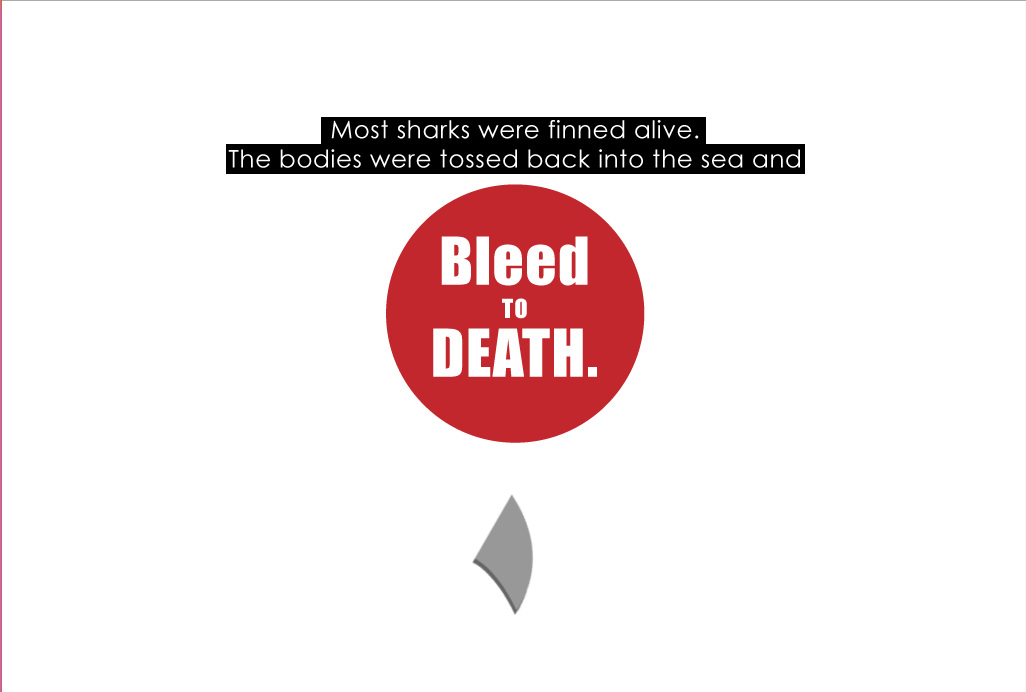 Most sharks were finned alive.
The bodies were tossed back into the sea and
Bleed
TO
DEATH.